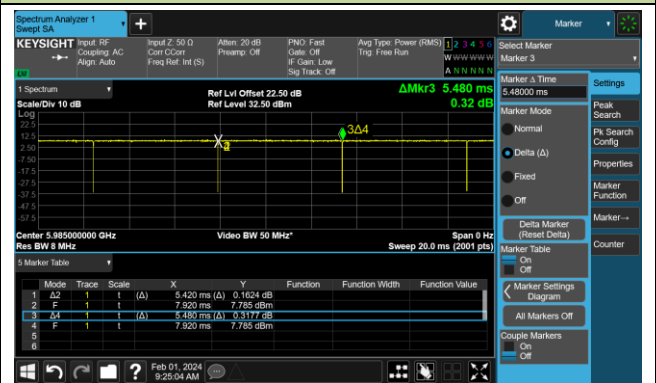 Spectrum Analyzer 1
Swept SA
+
Marker
KEYSIGHT
Input: RF
Coupling: AC
Align: Auto
Input Z: 50 Ω
Corr CCorr
Freq Ref: Int (S)
Atten: 20 dB
Preamp: Off
PNO: Fast
Gate: Off
IF Gain: Low
Sig Track: Off
Avg Type: Power (RMS)
Trig: Free Run
1 2 3 4 5 6
W W W W W W
A N N N N N
LXI
Select Marker
Marker 3
1 Spectrum
Scale/Div 10 dB
Ref Lvl Offset 22.50 dB
Ref Level 32.50 dBm
ΔMkr3 5.480 ms
0.32 dB
Log
22.5
12.5
2.50
-7.50
-17.5
-27.5
-37.5
-47.5
-57.5
3Δ4
Center 5.985000000 GHz
Res BW 8 MHz
Video BW 50 MHz*
Span 0 Hz
Sweep 20.0 ms (2001 pts)
5 Marker Table
Mode Trace Scale X Y Function Function Width Function Value
1 Δ2 1 t (Δ) 5.420 ms (Δ) 0.1624 dB
2 F 1 t 7.920 ms 7.785 dBm
3 Δ4 1 t (Δ) 5.480 ms (Δ) 0.3177 dB
4 F 1 t 7.920 ms 7.785 dBm
5
6
Marker Δ Time
5.48000 ms
Marker Mode
Normal
Delta (Δ)
Fixed
Off
Delta Marker
(Reset Delta)
Marker Table
On
Off
Marker Settings
Diagram
All Markers Off
Couple Markers
On
Off
Settings
Peak
Search
Pk Search
Config
Properties
Marker
Function
Marker→
Counter
?
Feb 01, 2024
9:25:04 AM